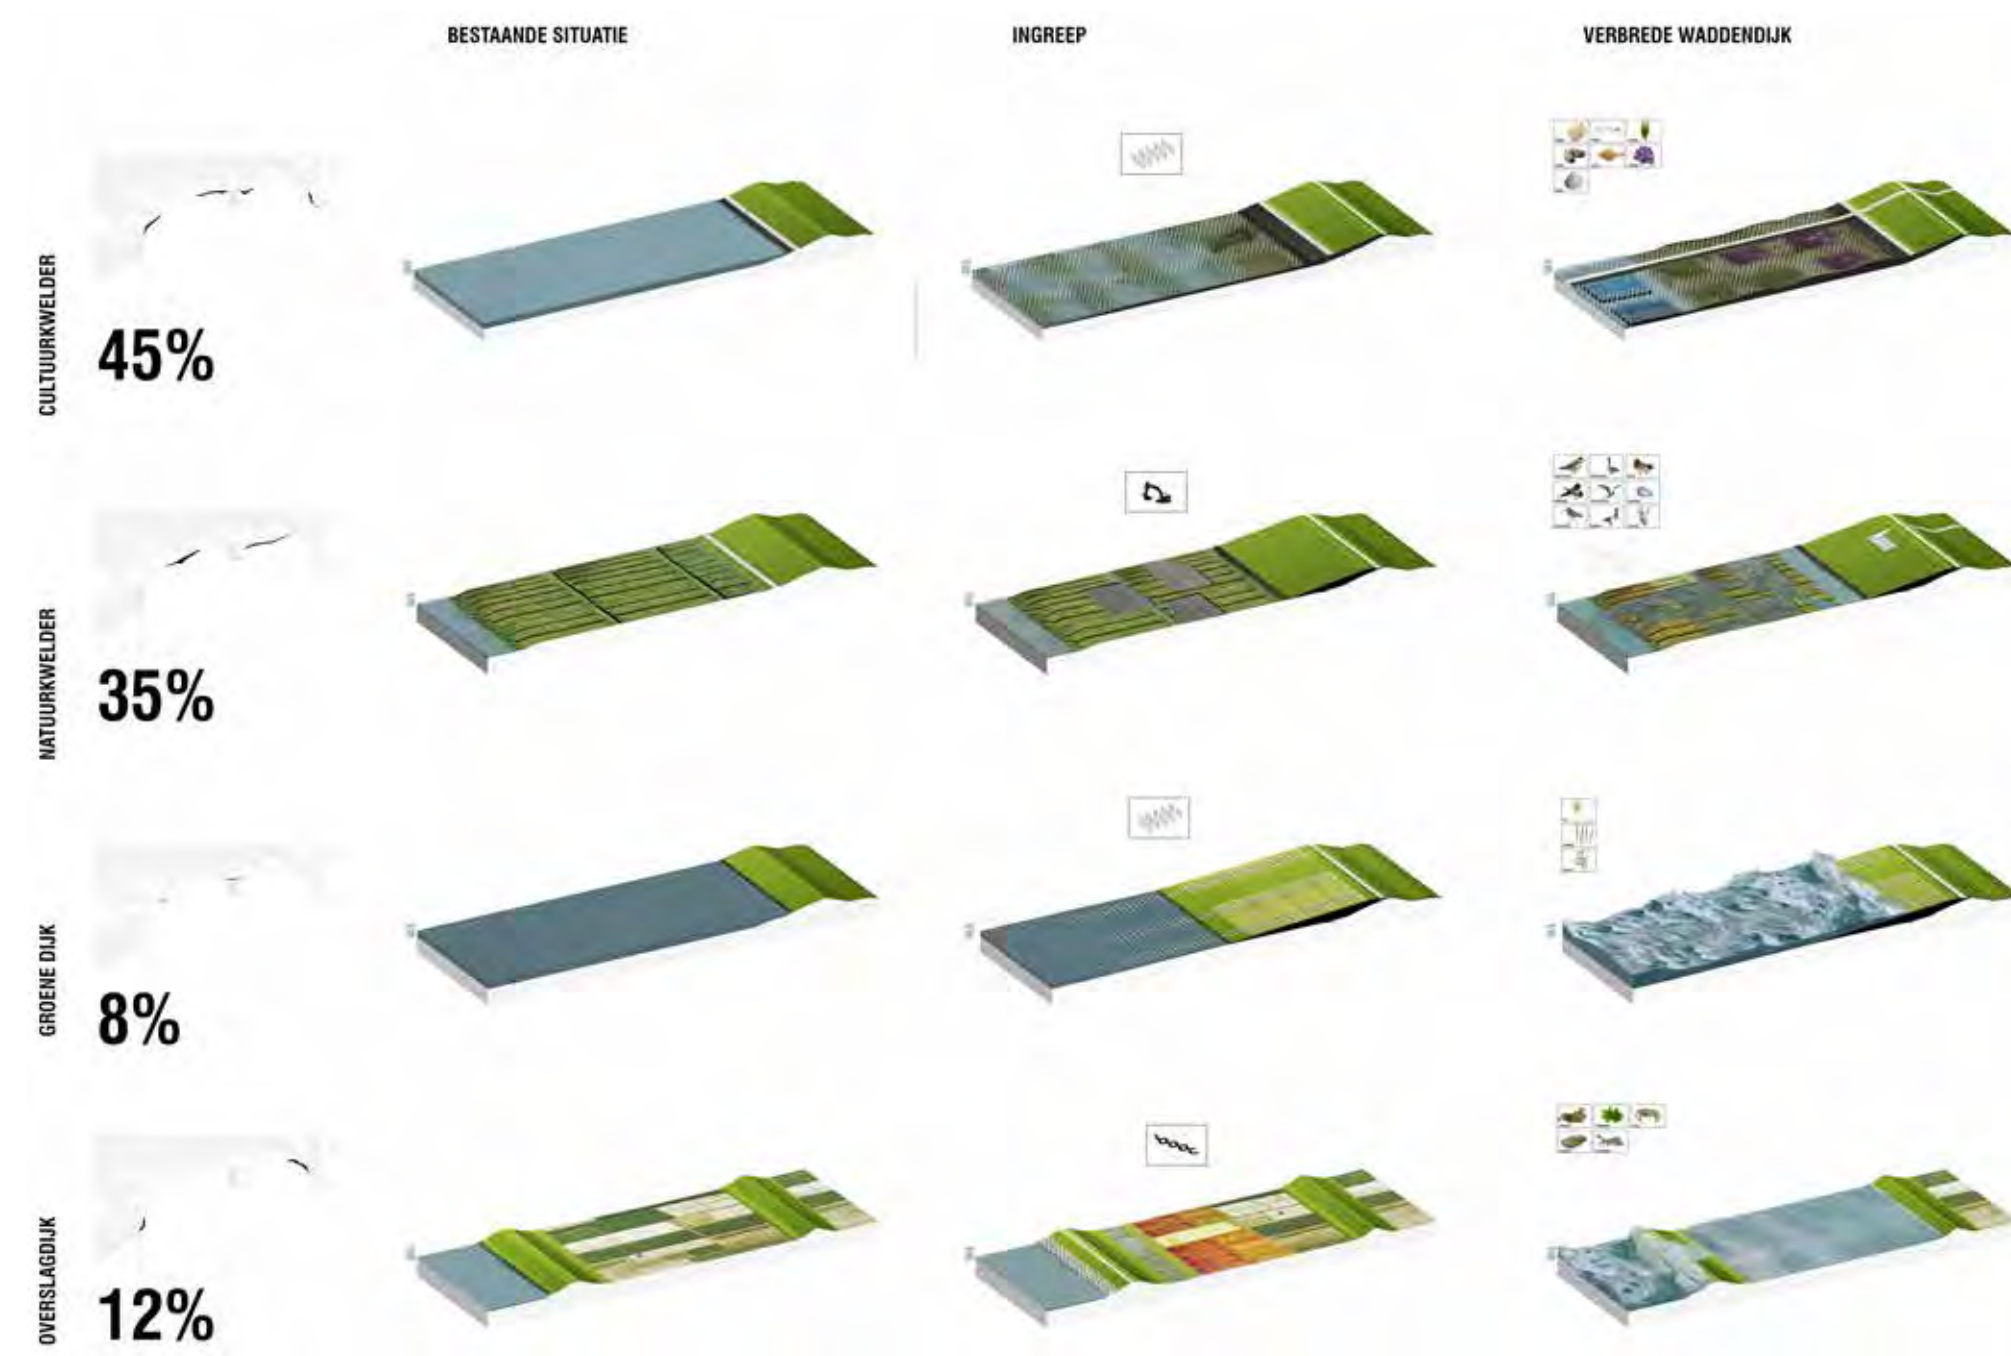 BESTAANDE SITUATIE
INGREEP
VERBREDE WADDENDIJK
CULTUURKWELDER
45%
NATUURKWELDER
35%
GROENE DIJK
8%
OVERSLAGDIJK
12%